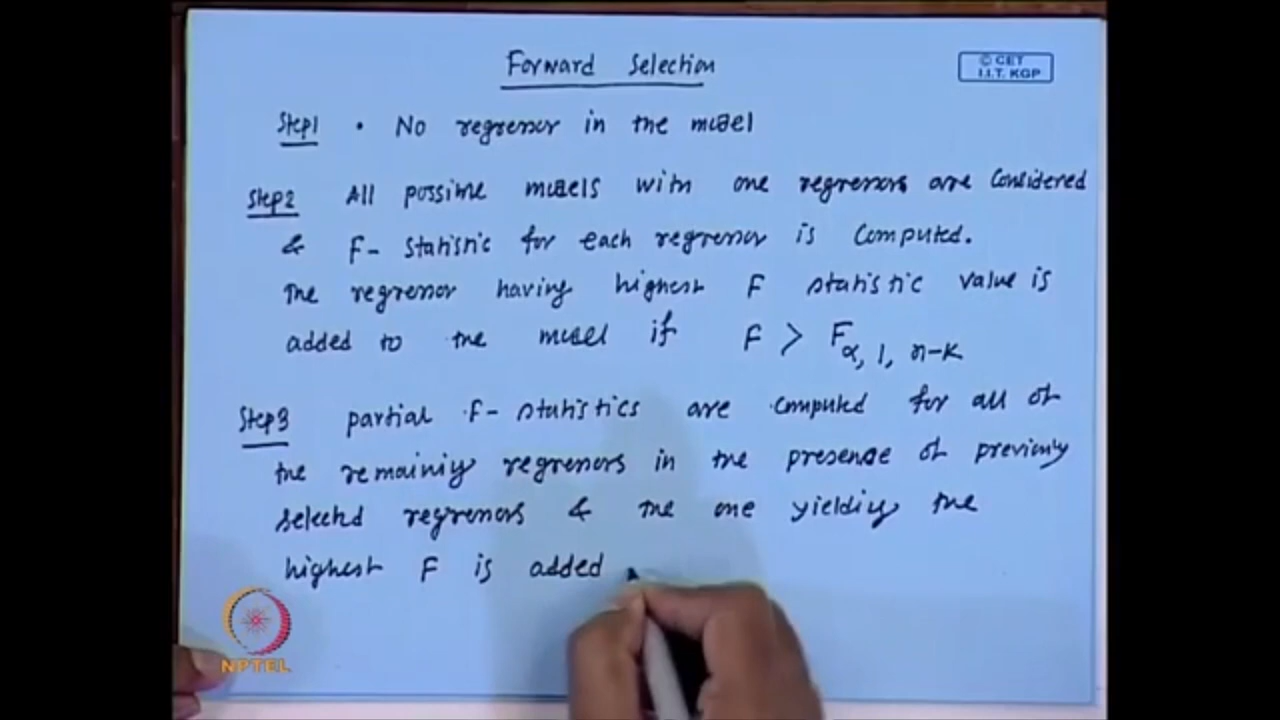 Forward Selection
© CET
I.I.T. KGP
Step1 • No regressor in the model
Step2 All possible models with one regressors are Considered
& F- statistic for each regressor is Computed.
The regressor having highest F statistic value is
added to the model if F > Fα, 1, n-k
Step3 partial F- statistics are computed for all of
the remaining regressors in the presence of previously
selected regressors & the one yielding the
highest F is added
NPTEL